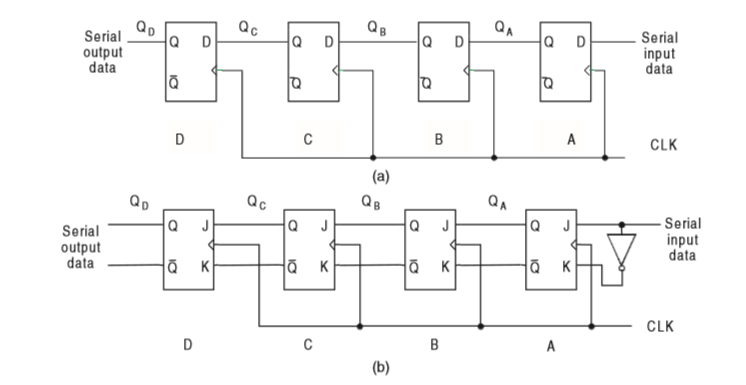 Serial output data
Q_D
Q_C
Q_B
Q_A
Serial input data
Q D
Q D
Q D
Q D
Q̅
Q̅
Q̅
Q̅
D
C
B
A
CLK
(a)
Q_D
Q_C
Q_B
Q_A
Serial output data
Serial input data
Q J
Q J
Q J
Q J
Q̅ K
Q̅ K
Q̅ K
Q̅ K
CLK
D
C
B
A
(b)